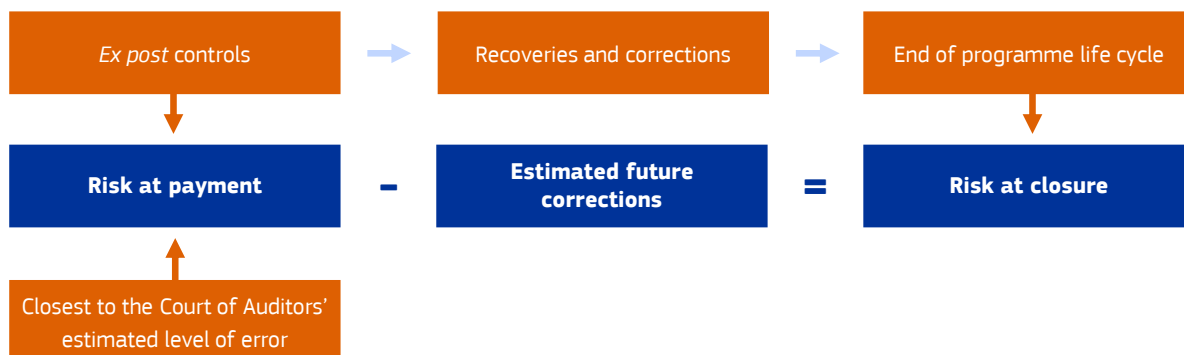 Ex post controls
Recoveries and corrections
End of programme life cycle
Risk at payment
-
Estimated future
corrections
=
Risk at closure
Closest to the Court of Auditors’
estimated level of error